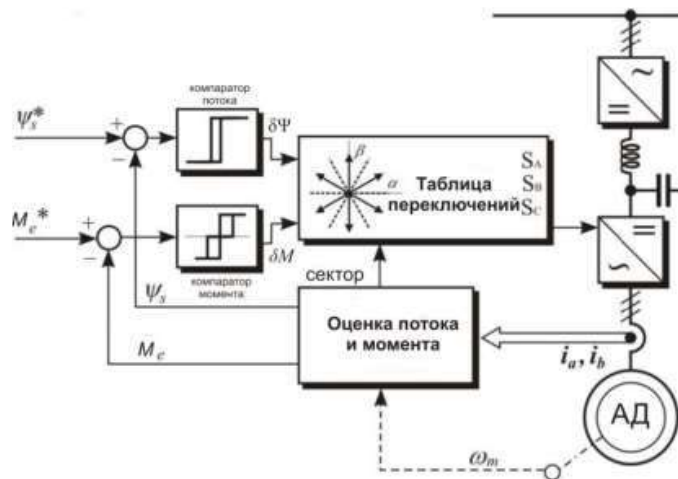 компаратор
потока
ψs*
+
−
δΨ
β
α
Таблица
переключений
SA
SB
SC
Me*
+
−
δM
компаратор
момента
сектор
ψs
Оценка потока
и момента
Me
ia, ib
АД
ωm